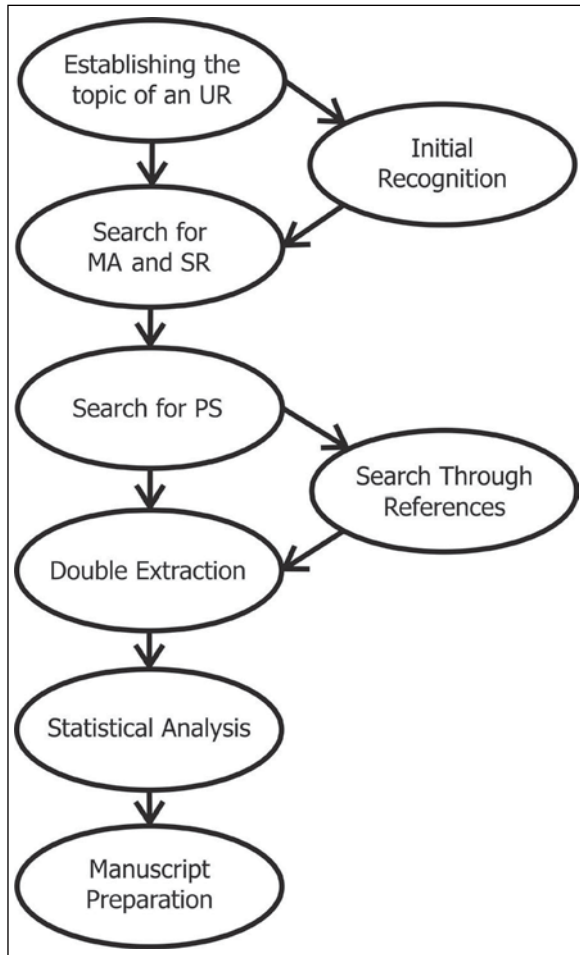 Establishing the
topic of an UR
Initial
Recognition
Search for
MA and SR
Search for PS
Search Through
References
Double Extraction
Statistical Analysis
Manuscript
Preparation